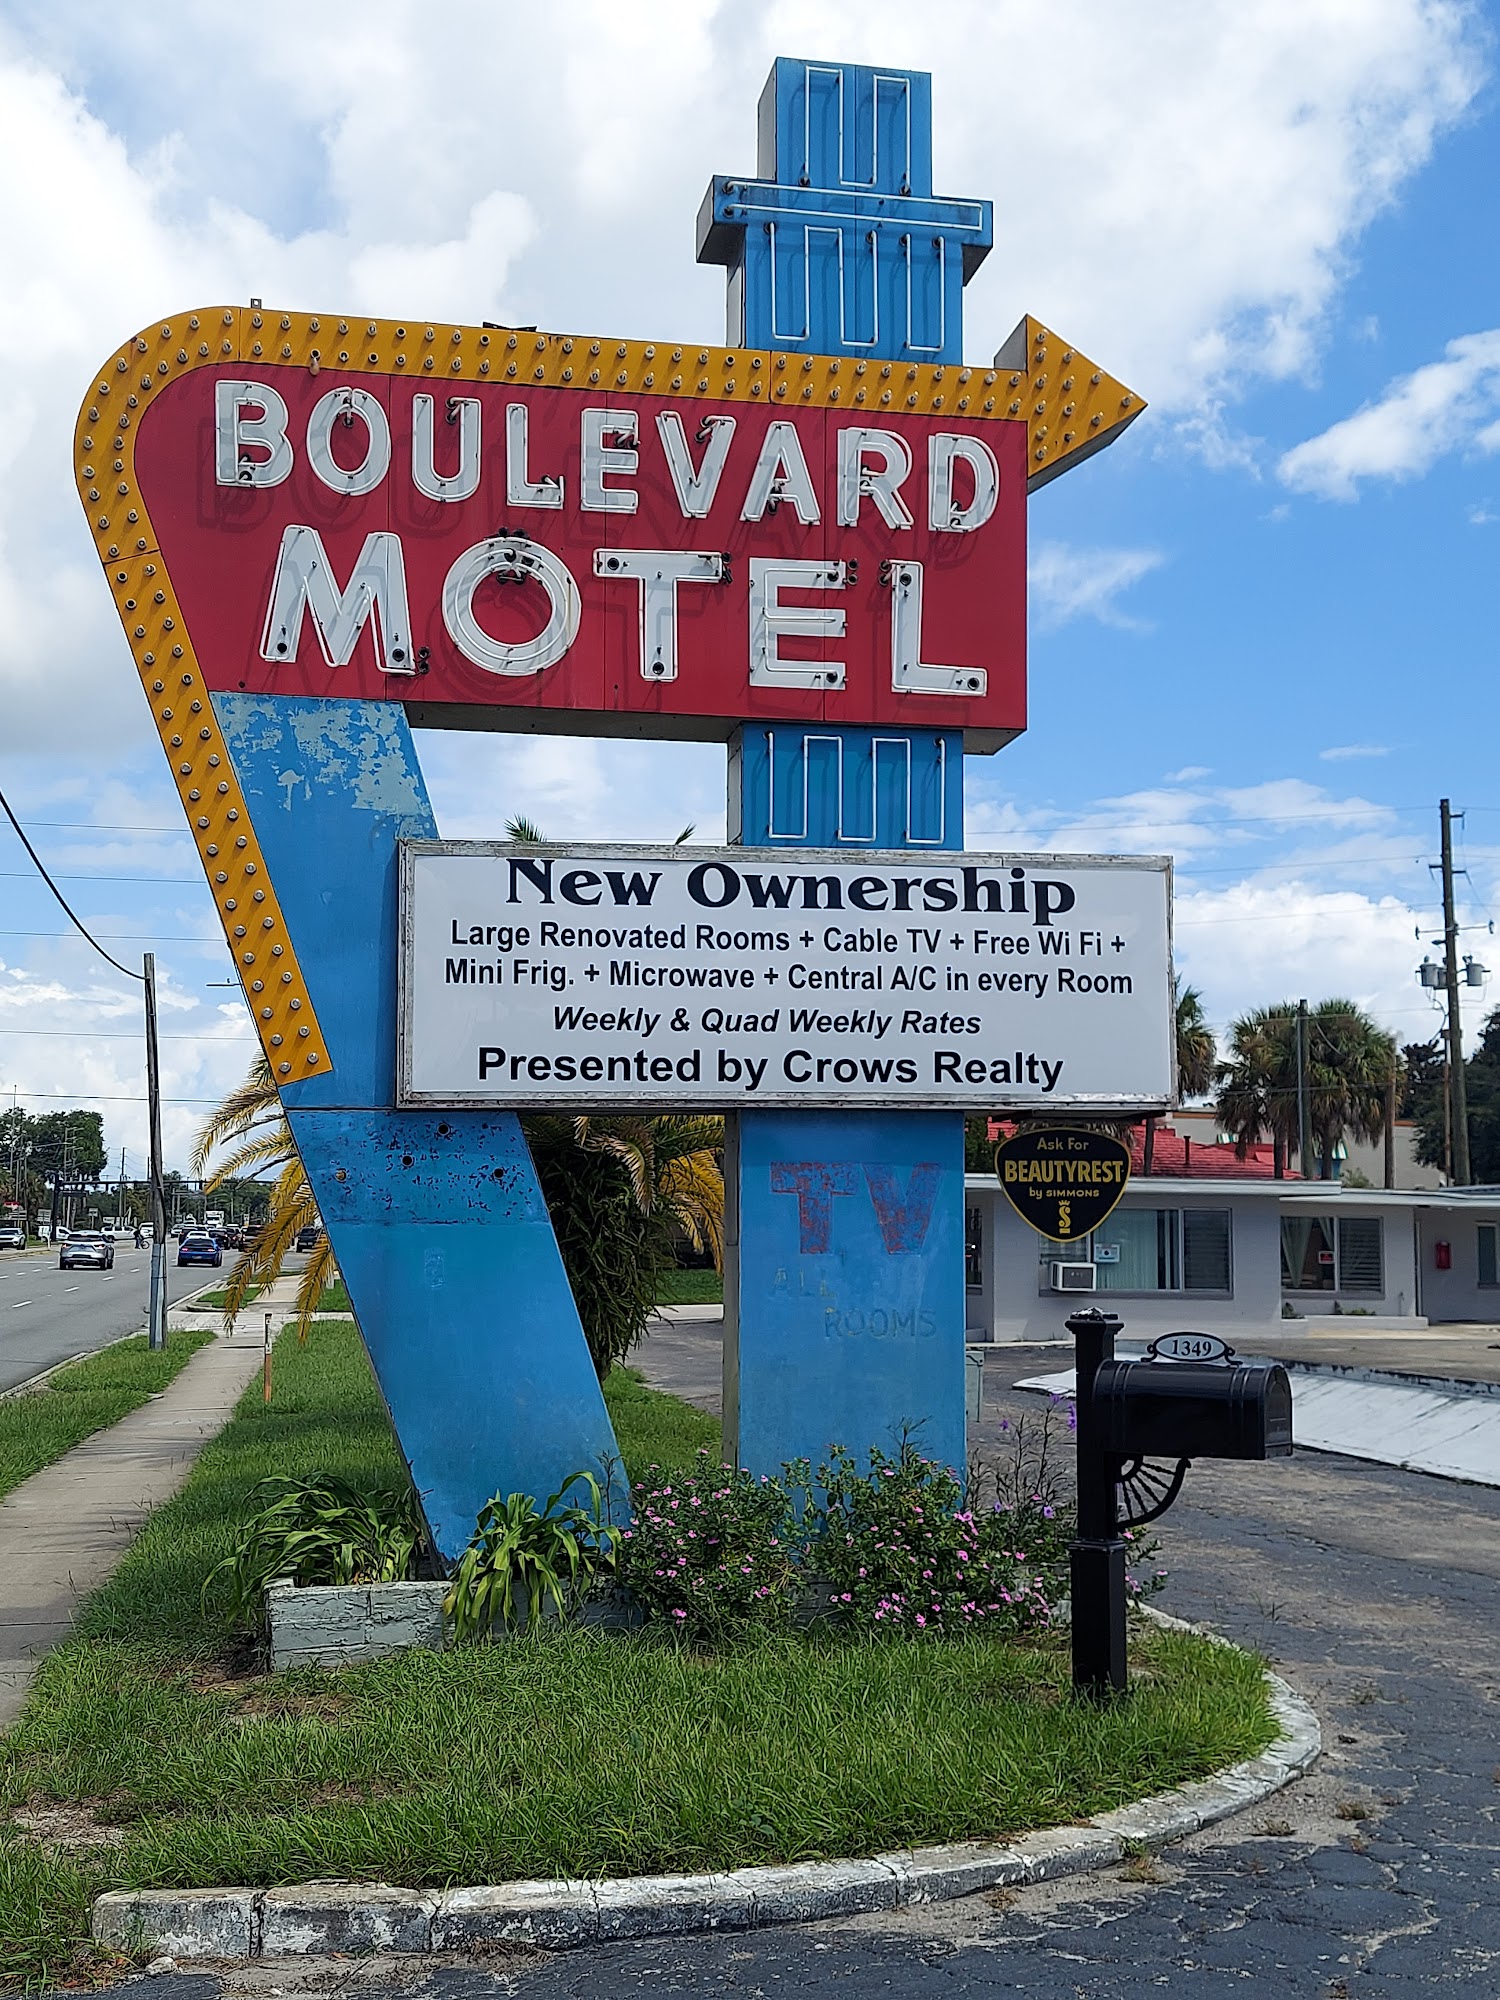 BOULEVARD
MOTEL
New Ownership
Large Renovated Rooms + Cable TV + Free Wi Fi +
Mini Frig. + Microwave + Central A/C in every Room
Weekly & Quad Weekly Rates
Presented by Crows Realty
Ask For
BEAUTYREST
by SIMMONS
S
TV
ALL
ROOMS
1349